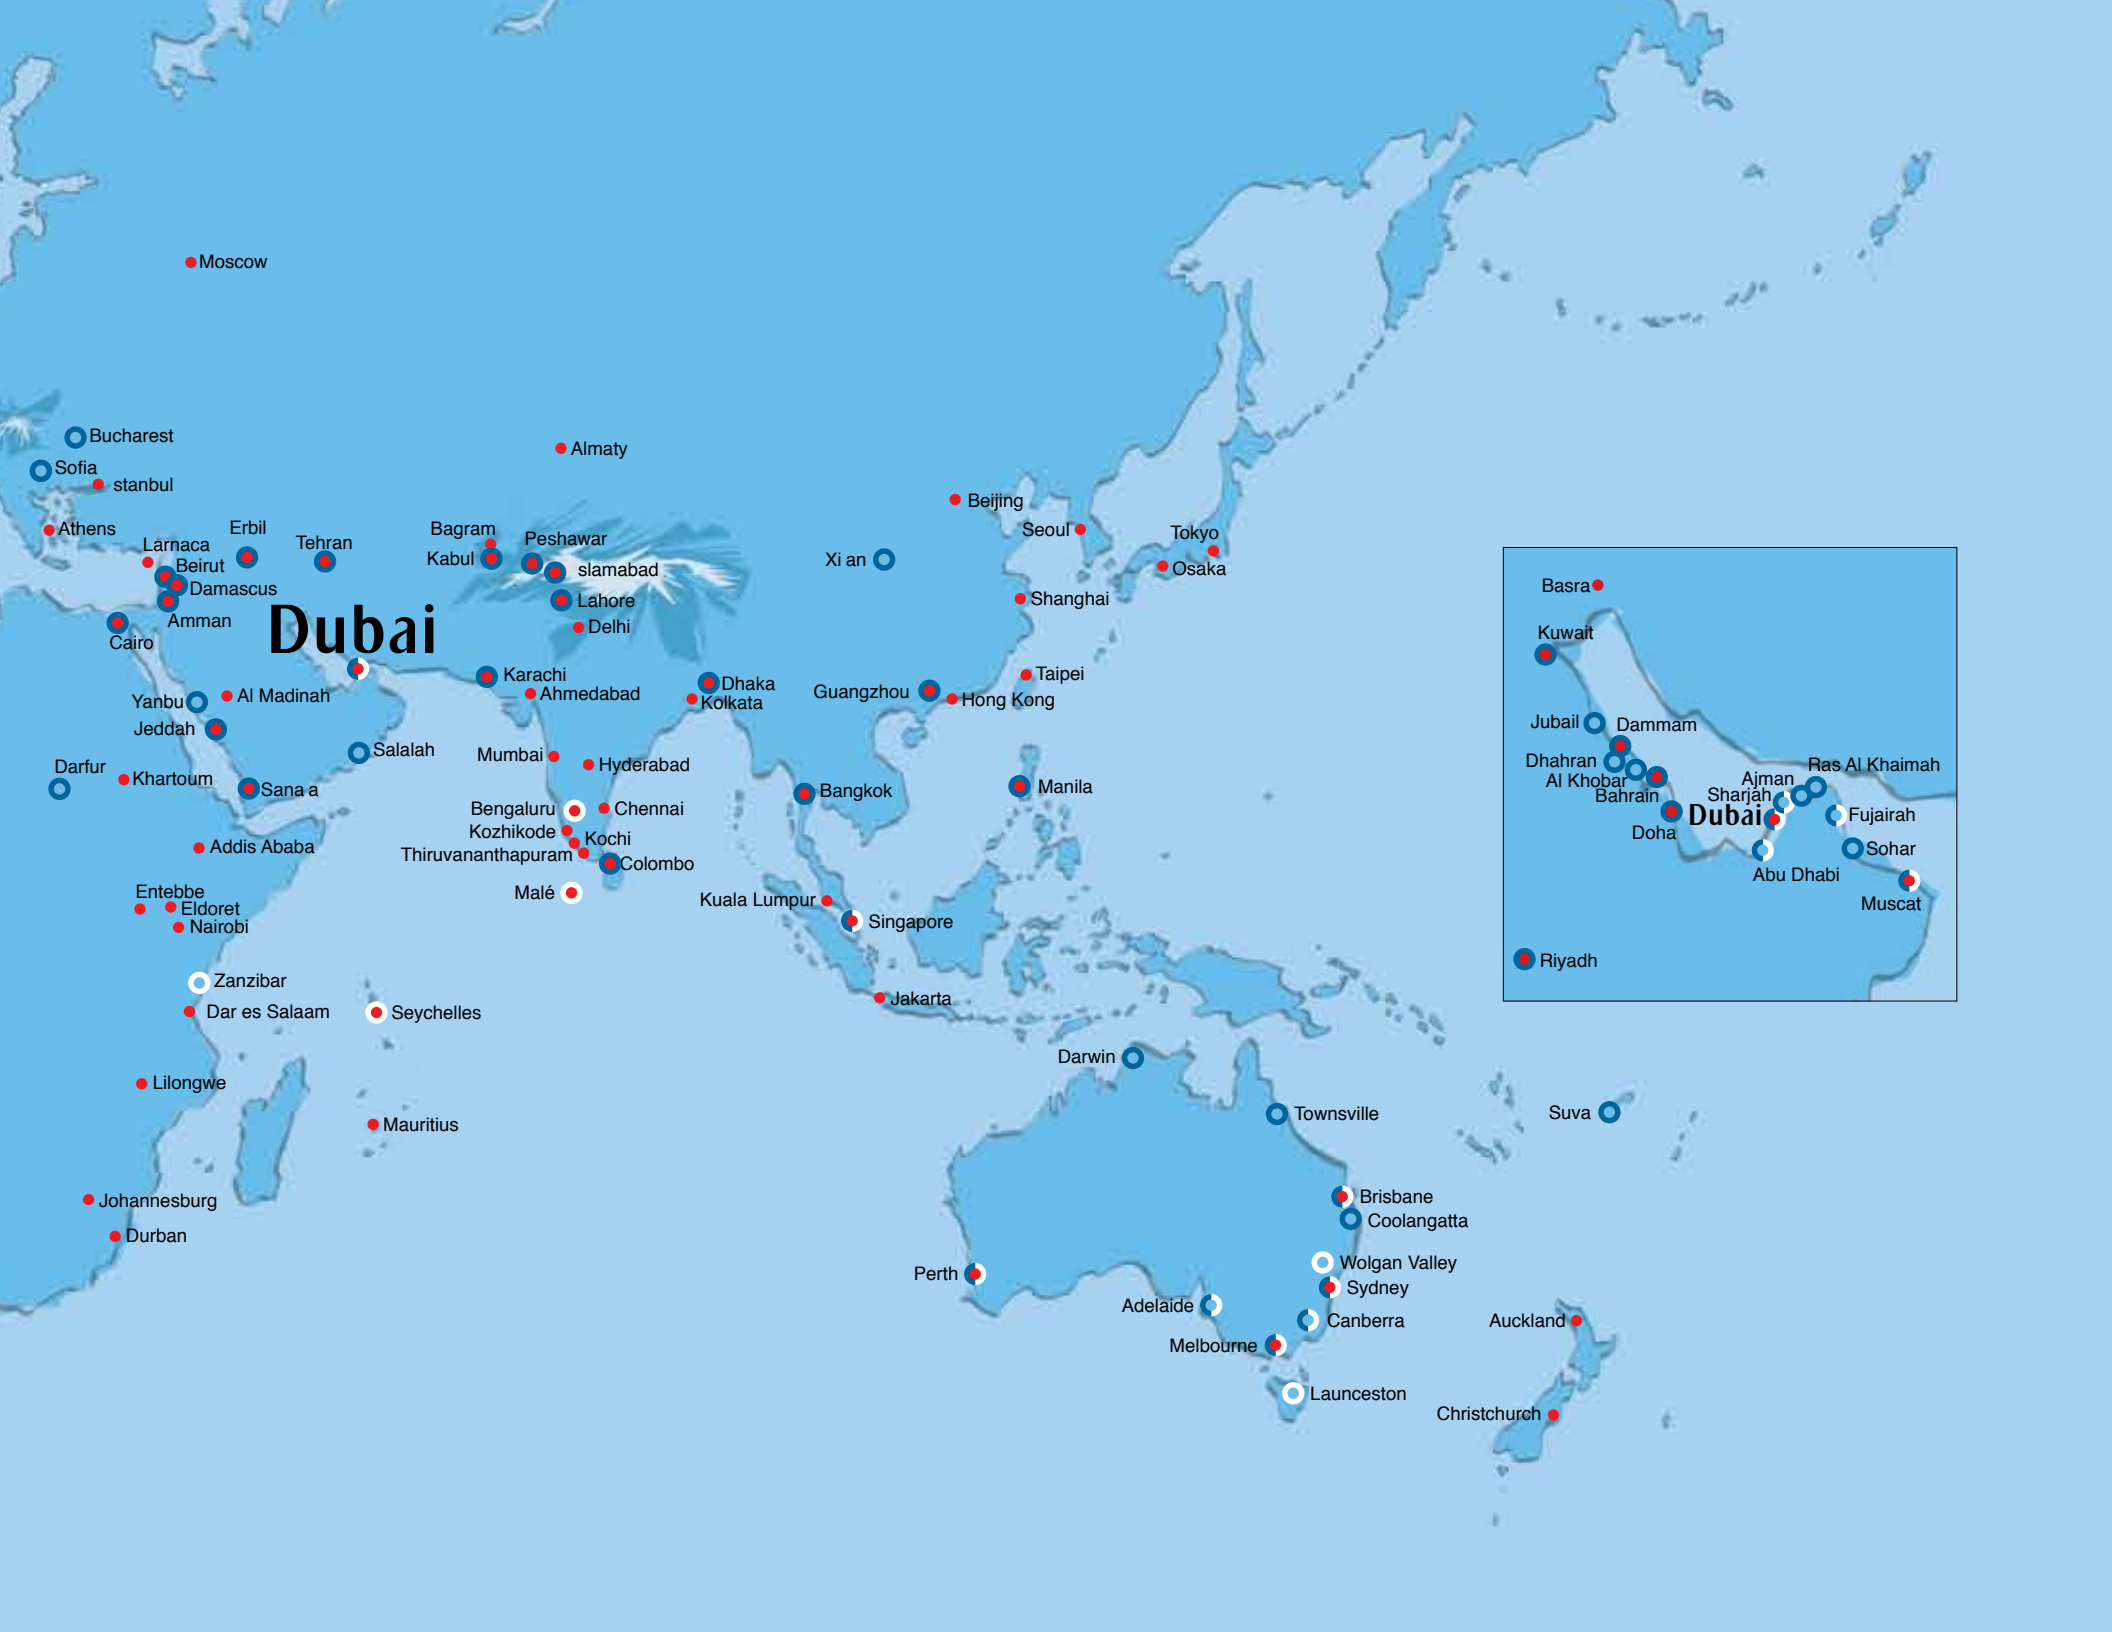 Moscow
Bucharest
Sofia
stanbul
Athens
Larnaca
Erbil
Tehran
Beirut
Damascus
Amman
Cairo
Dubai
Yanbu
Al Madinah
Jeddah
Salalah
Darfur
Khartoum
Sana a
Addis Ababa
Entebbe
Eldoret
Nairobi
Zanzibar
Dar es Salaam
Seychelles
Lilongwe
Mauritius
Johannesburg
Durban
Almaty
Bagram
Kabul
Peshawar
slamabad
Lahore
Delhi
Karachi
Ahmedabad
Dhaka
Kolkata
Mumbai
Hyderabad
Bengaluru
Chennai
Kozhikode
Kochi
Thiruvananthapuram
Colombo
Malé
Beijing
Seoul
Tokyo
Osaka
Xi an
Shanghai
Taipei
Guangzhou
Hong Kong
Bangkok
Manila
Kuala Lumpur
Singapore
Jakarta
Darwin
Townsville
Suva
Brisbane
Coolangatta
Wolgan Valley
Sydney
Perth
Adelaide
Canberra
Melbourne
Launceston
Auckland
Christchurch
Basra
Kuwait
Jubail
Dammam
Dhahran
Al Khobar
Bahrain
Doha
Ras Al Khaimah
Ajman
Sharjah
Dubai
Fujairah
Sohar
Abu Dhabi
Muscat
Riyadh